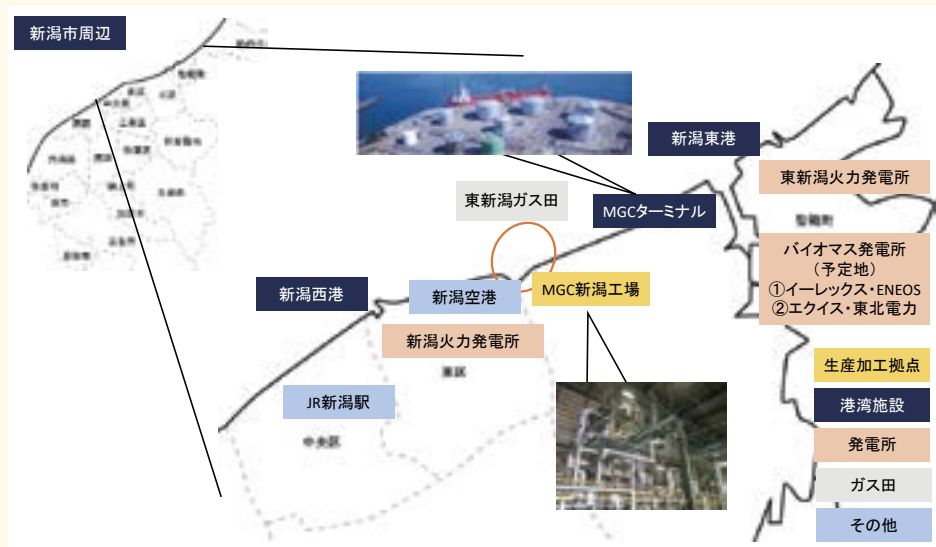 新潟市周辺
新潟東港
東新潟火力発電所
東新潟ガス田
MGCターミナル
聖籠町
バイオマス発電所
(予定地)
①イーレックス・ENEOS
②エクイス・東北電力
新潟西港
新潟空港
MGC新潟工場
新潟火力発電所
東区
JR新潟駅
中央区
生産加工拠点
港湾施設
発電所
ガス田
その他